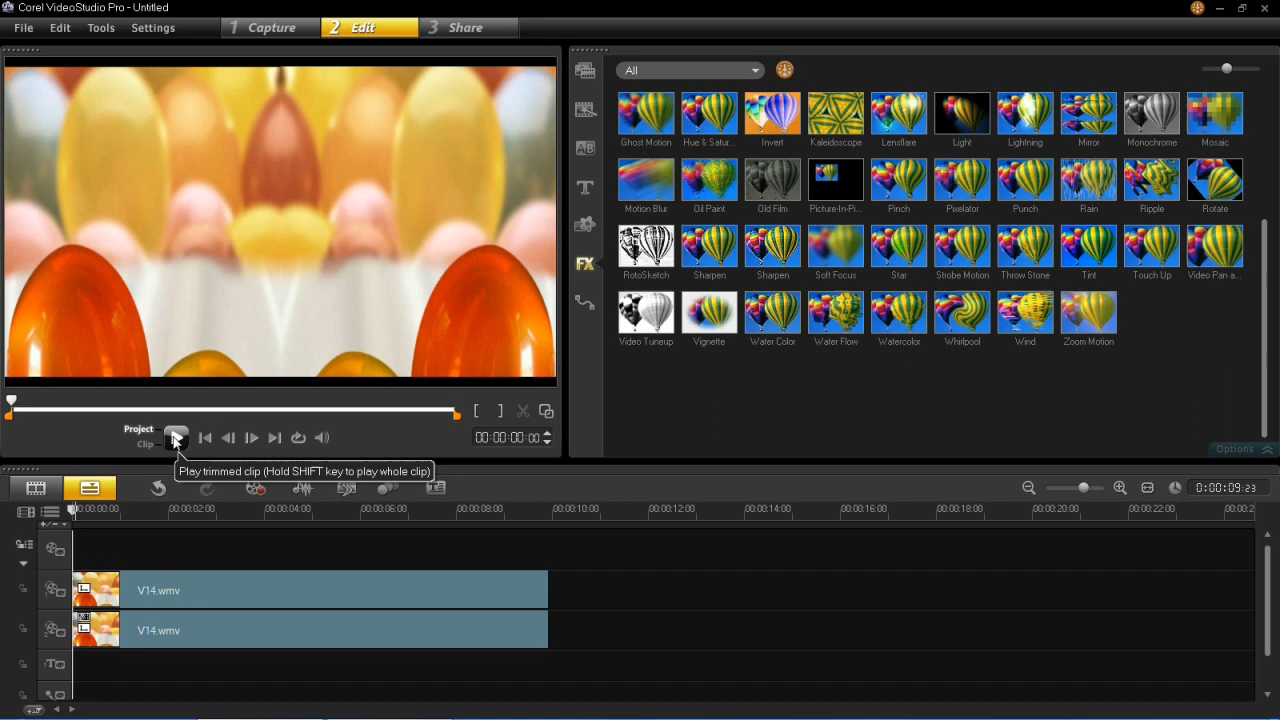 Corel VideoStudio Pro - Untitled
File Edit Tools Settings 1 Capture 2 Edit 3 Share
All
Ghost Motion Hue & Satur... Invert Kaleidoscope Lensflare Light Lightning Mirror Monochrome Mosaic
Motion Blur Oil Paint Old Film Picture-In-Pi... Pinch Pixelator Punch Rain Ripple Rotate
RotoSketch Sharpen Sharpen Soft Focus Star Strobe Motion Throw Stone Tint Touch Up Video Pan a...
Video Tuneup Vignette Water Color Water Flow Watercolor Whirlpool Wind Zoom Motion
AB
T
FX
Project
Clip
00:00:00:00
Options
Play trimmed clip (Hold SHIFT key to play whole clip)
0:00:09:23
00:00:00:00 00:00:02:00 00:00:04:00 00:00:06:00 00:00:08:00 00:00:10:00 00:00:12:00 00:00:14:00 00:00:16:00 00:00:18:00 00:00:20:00 00:00:22:00 00:00:2
V14.wmv
V14.wmv
1T